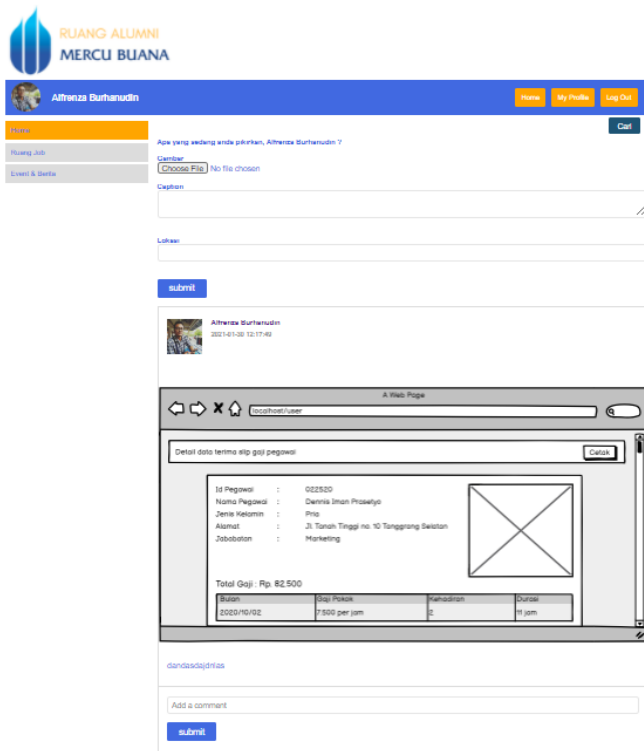 RUANG ALUMNI
MERCU BUANA
Alfrenza Burhanudin
Home
My Profile
Log Out
Home
Ruang Job
Event & Berita
Cari
Apa yang sedang anda pikirkan, Alfrenza Burhanudin ?
Gambar
Choose File No file chosen
Caption
Lokasi
submit
Alfrenza Burhanudin
2021-01-30 12:17:49
A Web Page
localhost/user
Detail data terima slip gaji pegawai
Cetak
Id Pegawai : 022520
Nama Pegawai : Dennis Iman Prasetyo
Jenis Kelamin : Pria
Alamat : Jl. Tanah Tinggi no. 10 Tanggrang Selatan
Jababatan : Marketing
Total Gaji : Rp. 82,500
Bulan Gaji Pokok Kehadiran Durasi
2020/10/02 7.500 per jam 2 11 jam
dandasdajdnias
Add a comment
submit